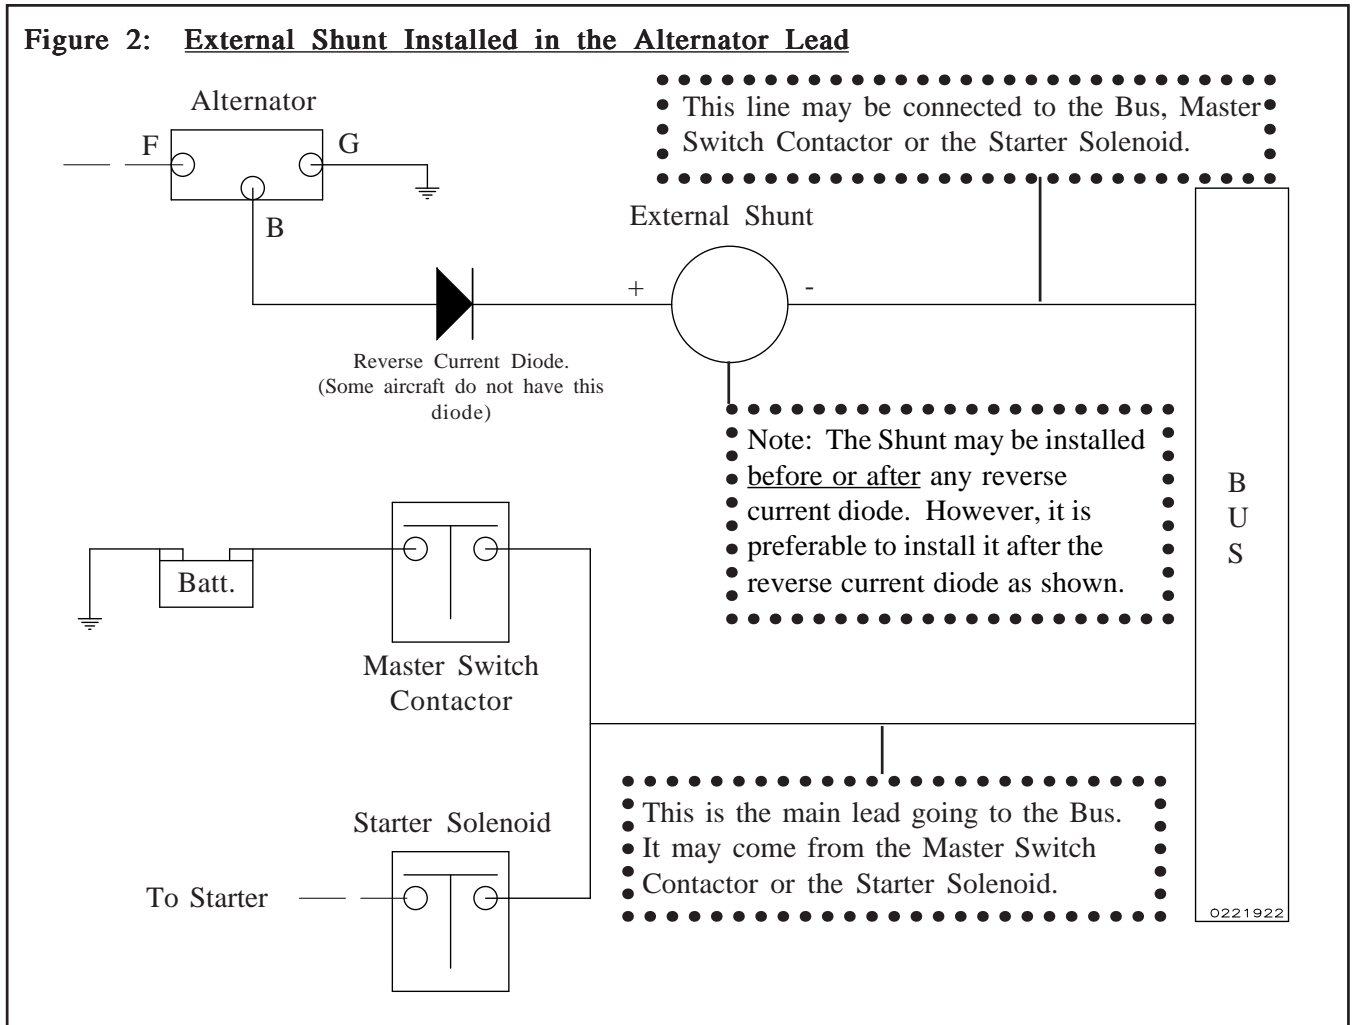 Figure 2: External Shunt Installed in the Alternator Lead
Alternator
F
G
B
This line may be connected to the Bus, Master
Switch Contactor or the Starter Solenoid.
External Shunt
+
-
Reverse Current Diode.
(Some aircraft do not have this
diode)
Note: The Shunt may be installed
before or after any reverse
current diode. However, it is
preferable to install it after the
reverse current diode as shown.
B
U
S
Batt.
Master Switch
Contactor
Starter Solenoid
To Starter
This is the main lead going to the Bus.
It may come from the Master Switch
Contactor or the Starter Solenoid.
0221922